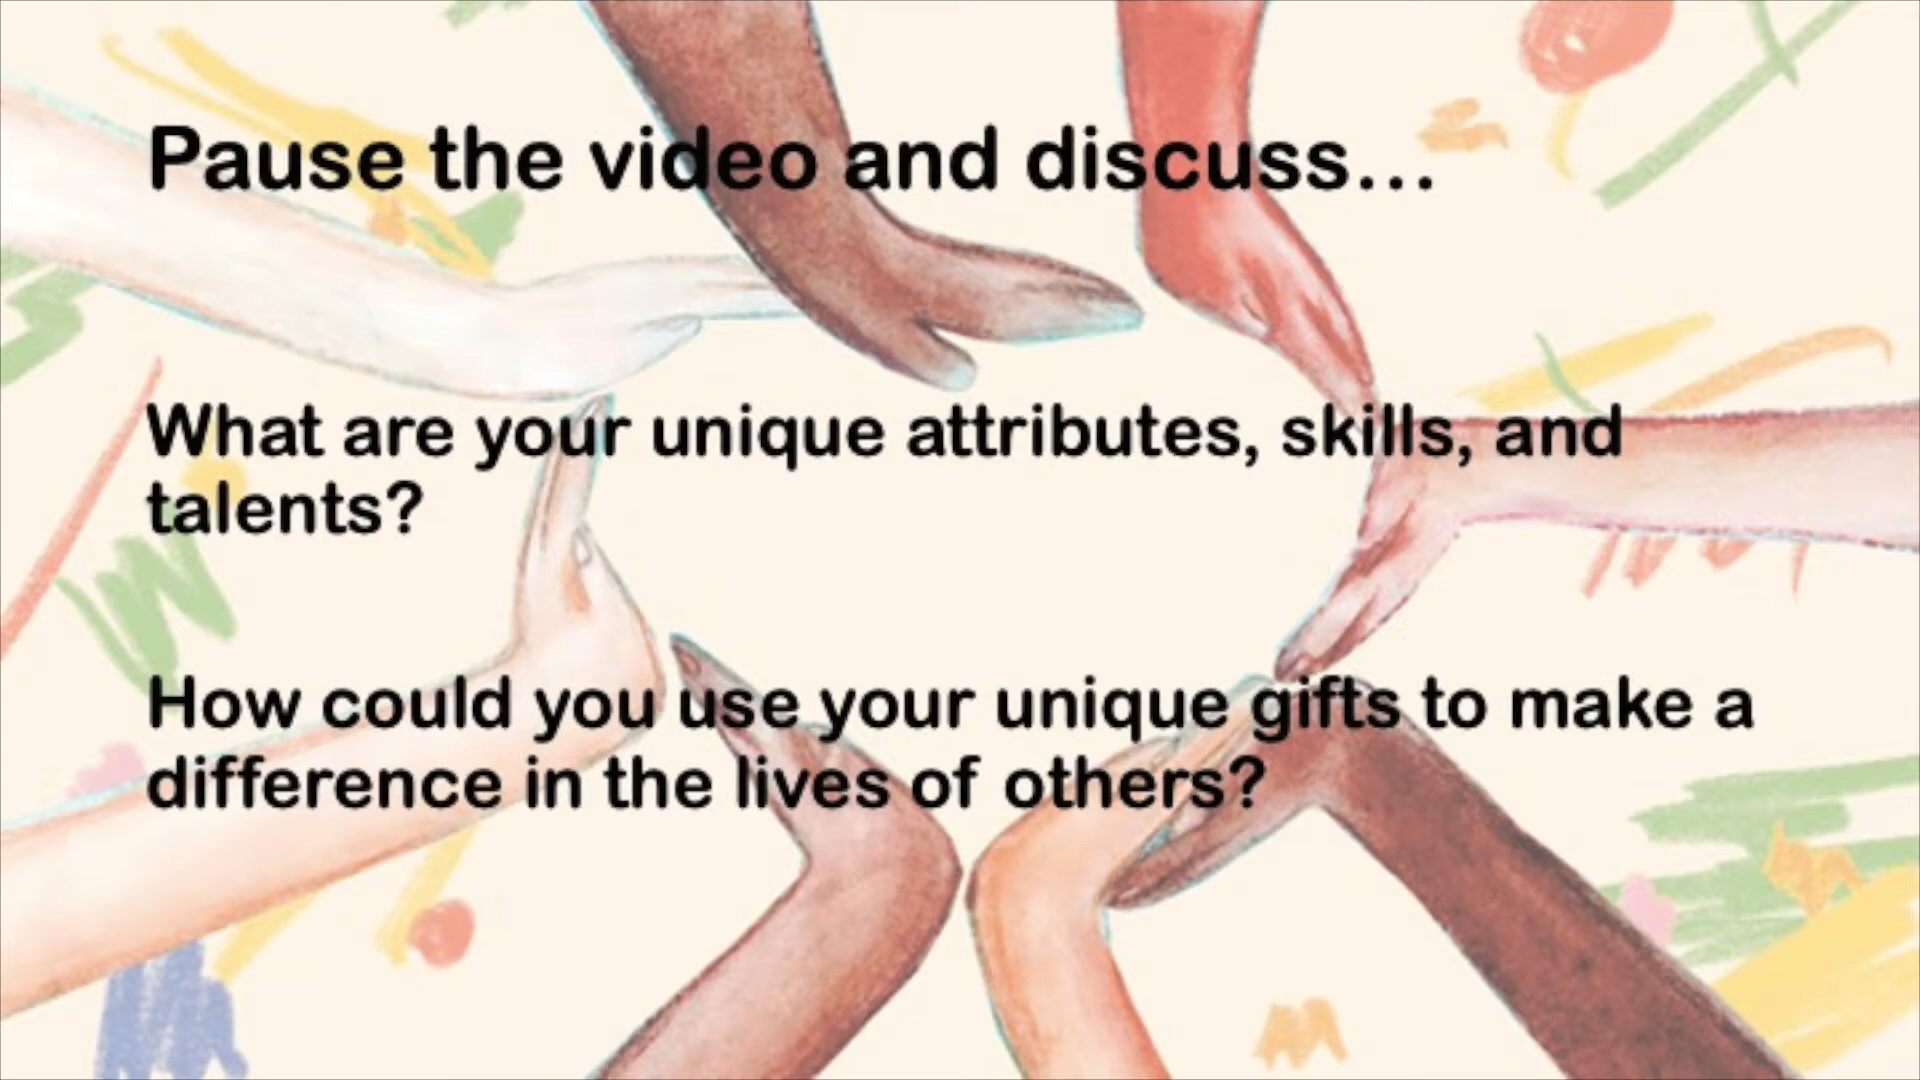 Pause the video and discuss...
What are your unique attributes, skills, and
talents?
How could you use your unique gifts to make a
difference in the lives of others?